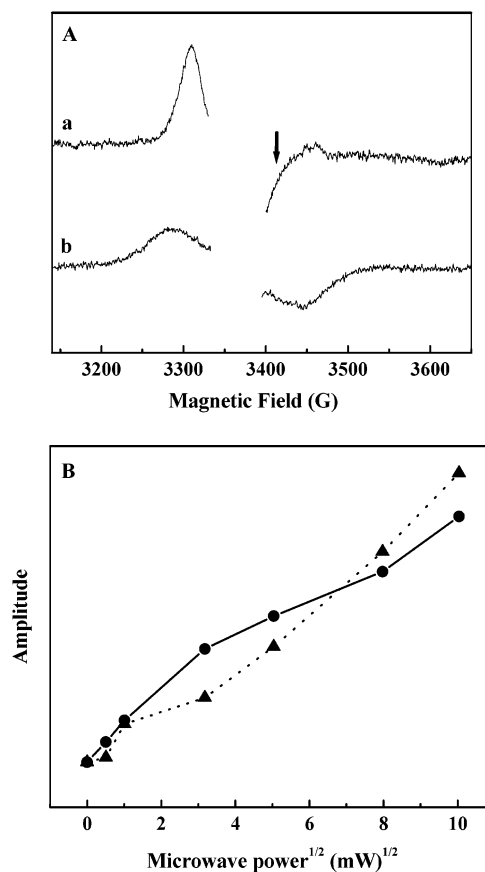 A
a
b
3200 3300 3400 3500 3600
Magnetic Field (G)
B
Amplitude
0 2 4 6 8 10
Microwave power^1/2 (mW)^1/2